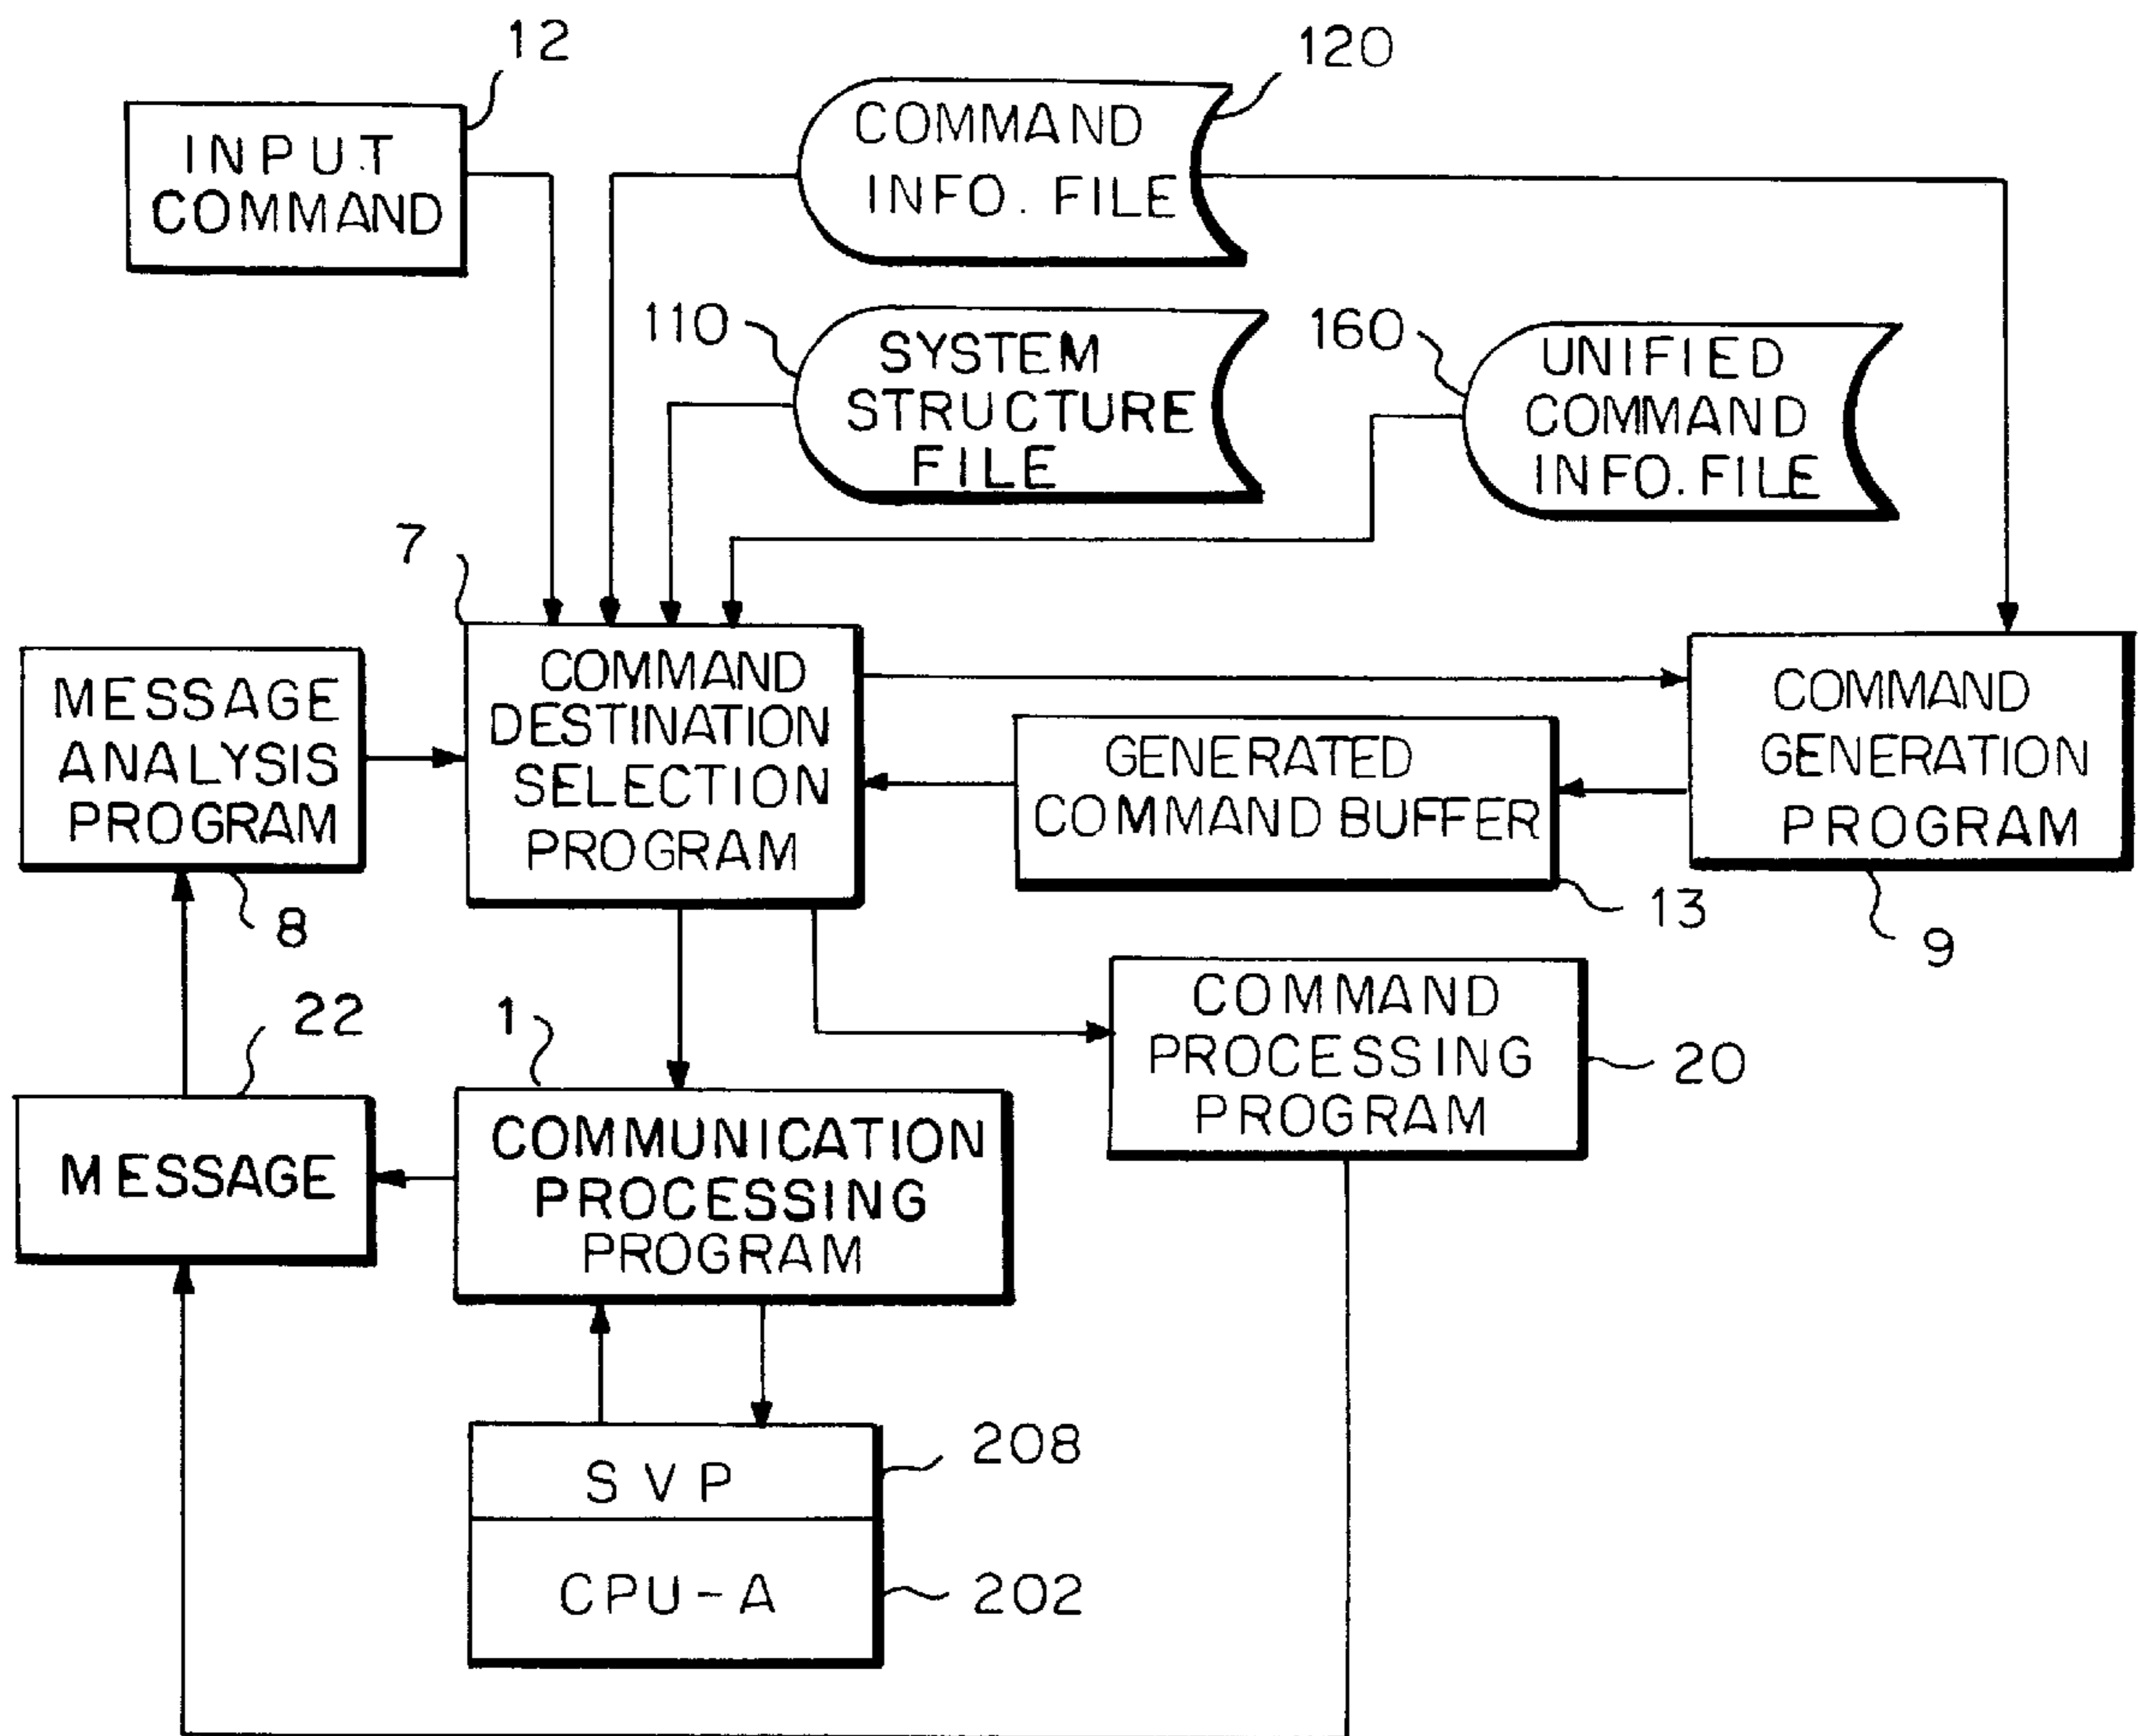 12
INPUT
COMMAND
120
COMMAND
INFO. FILE
110
SYSTEM
STRUCTURE
FILE
160
UNIFIED
COMMAND
INFO. FILE
7
MESSAGE
ANALYSIS
PROGRAM
8
COMMAND
DESTINATION
SELECTION
PROGRAM
GENERATED
COMMAND BUFFER
13
COMMAND
GENERATION
PROGRAM
9
22
MESSAGE
1
COMMUNICATION
PROCESSING
PROGRAM
COMMAND
PROCESSING
PROGRAM
20
SVP
208
CPU-A
202